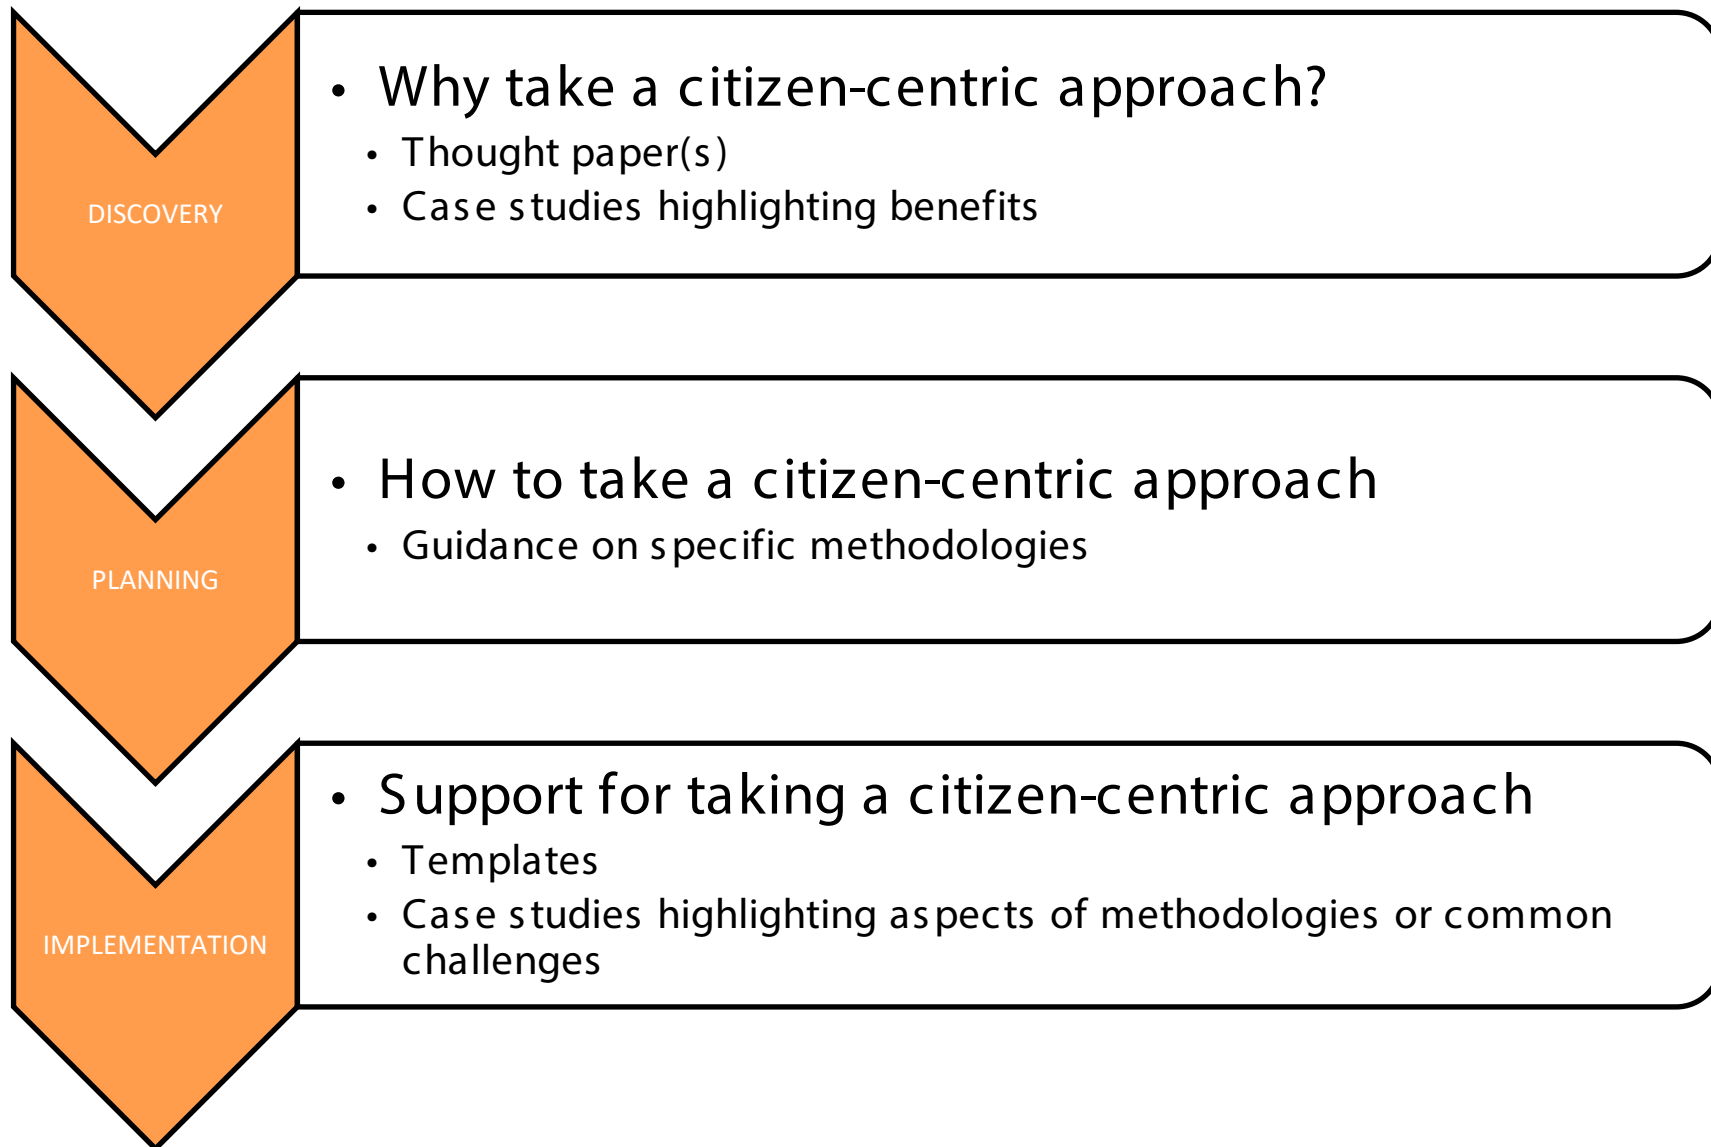 DISCOVERY
• Why take a citizen-centric approach?
• Thought paper(s)
• Case studies highlighting benefits
PLANNING
• How to take a citizen-centric approach
• Guidance on specific methodologies
IMPLEMENTATION
• Support for taking a citizen-centric approach
• Templates
• Case studies highlighting aspects of methodologies or common
challenges